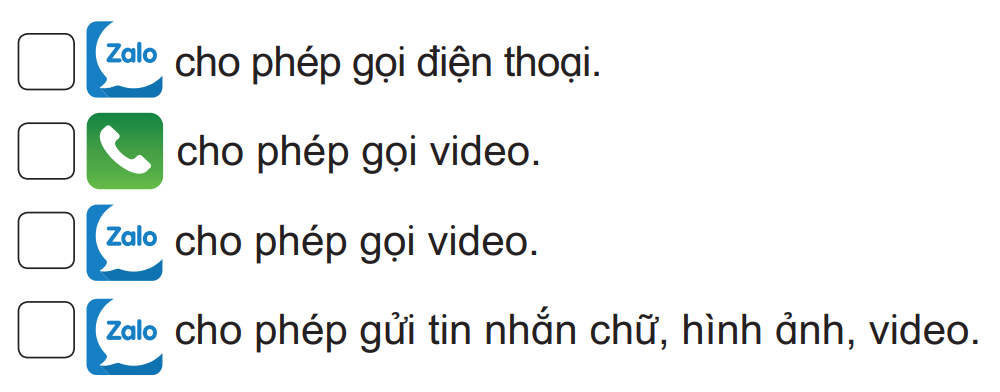 Zalo cho phép gọi điện thoại.
cho phép gọi video.
Zalo cho phép gọi video.
Zalo cho phép gửi tin nhắn chữ, hình ảnh, video.